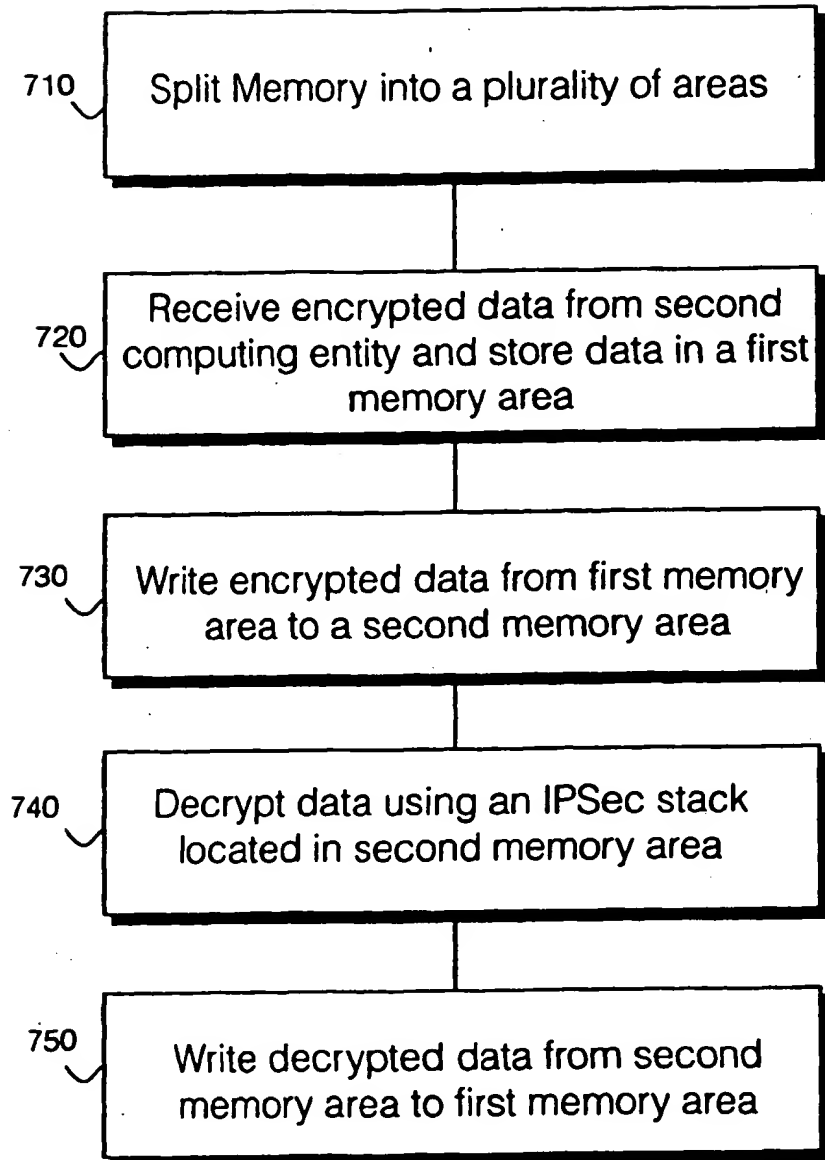 710
Split Memory into a plurality of areas
720
Receive encrypted data from second
computing entity and store data in a first
memory area
730
Write encrypted data from first memory
area to a second memory area
740
Decrypt data using an IPSec stack
located in second memory area
750
Write decrypted data from second
memory area to first memory area